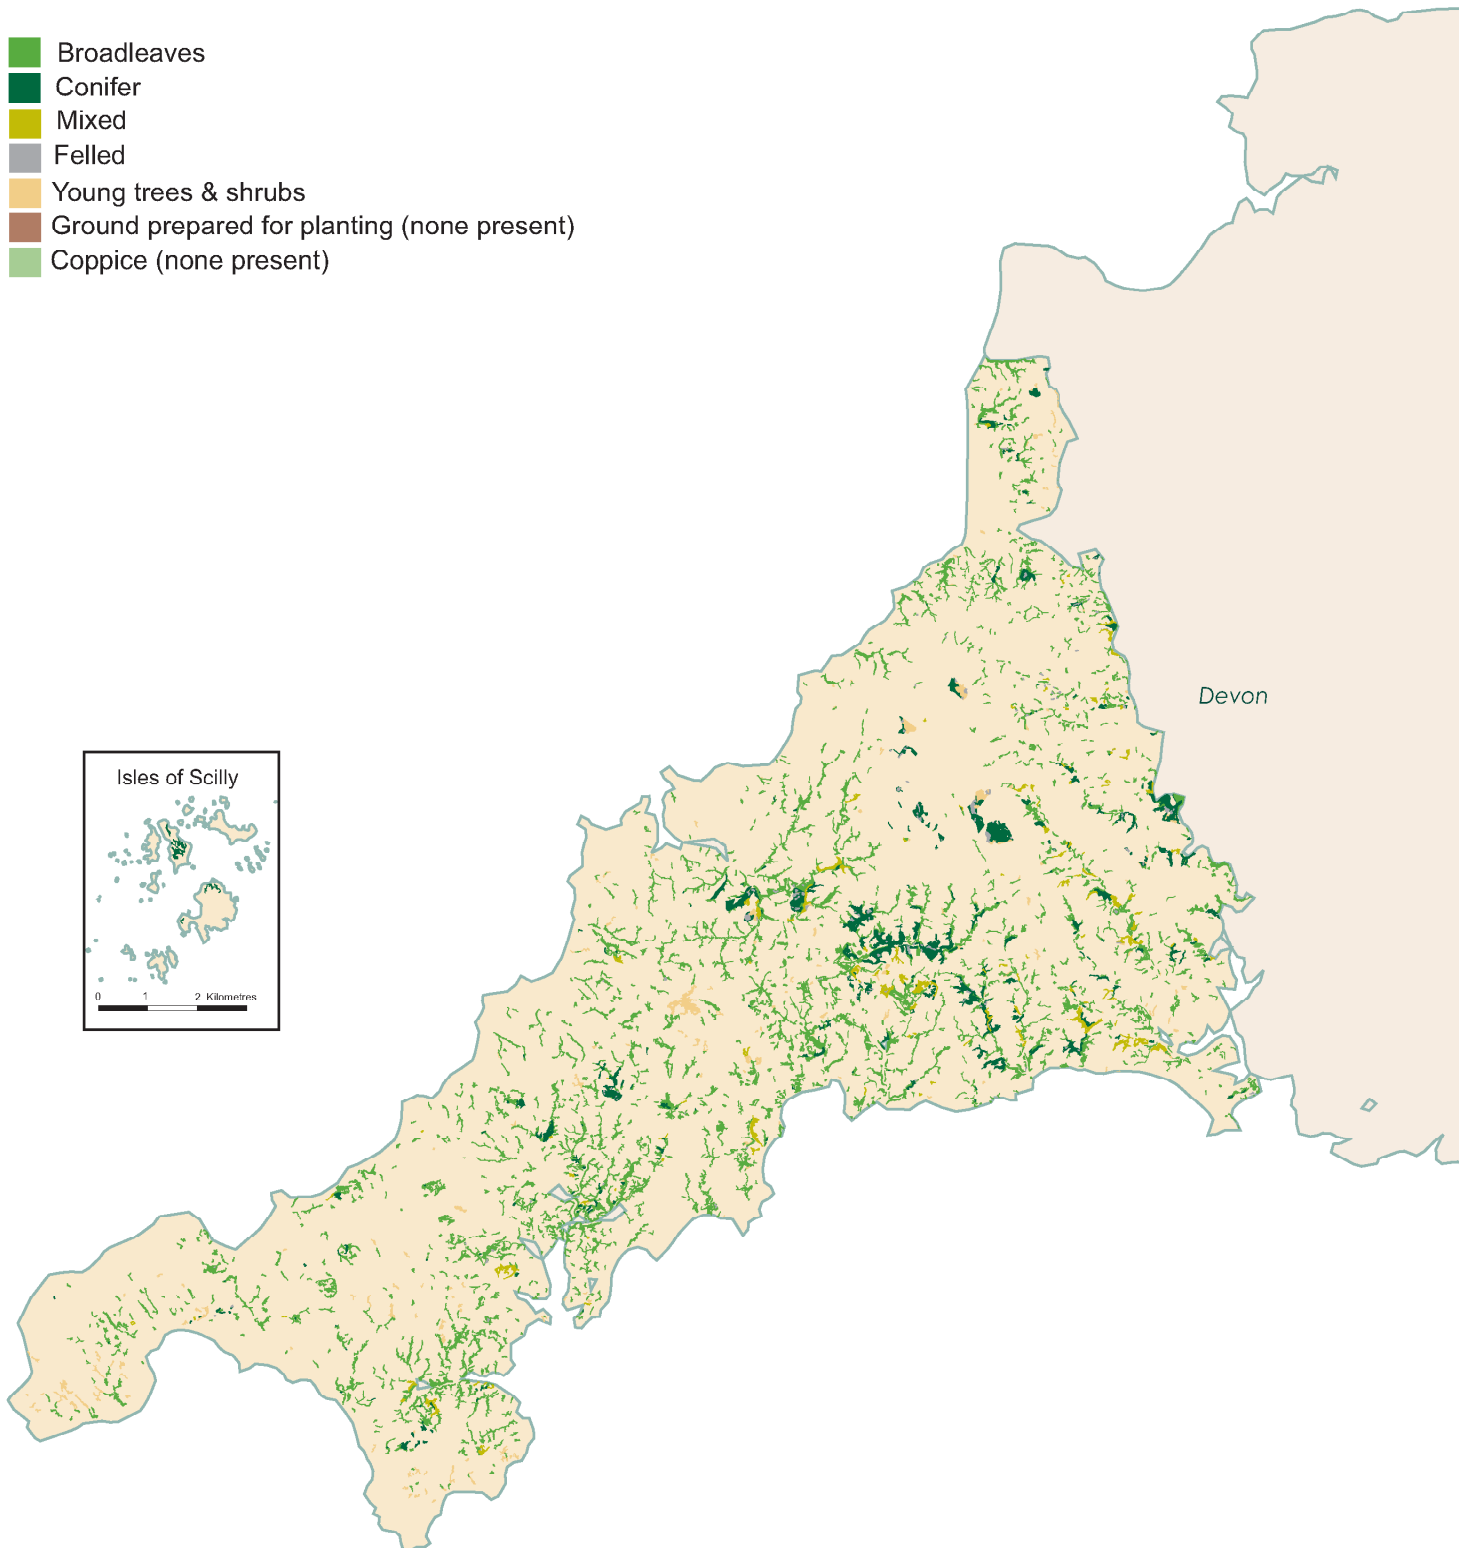 Broadleaves
Conifer
Mixed
Felled
Young trees & shrubs
Ground prepared for planting (none present)
Coppice (none present)
Devon
Isles of Scilly
0 1 2 Kilometres